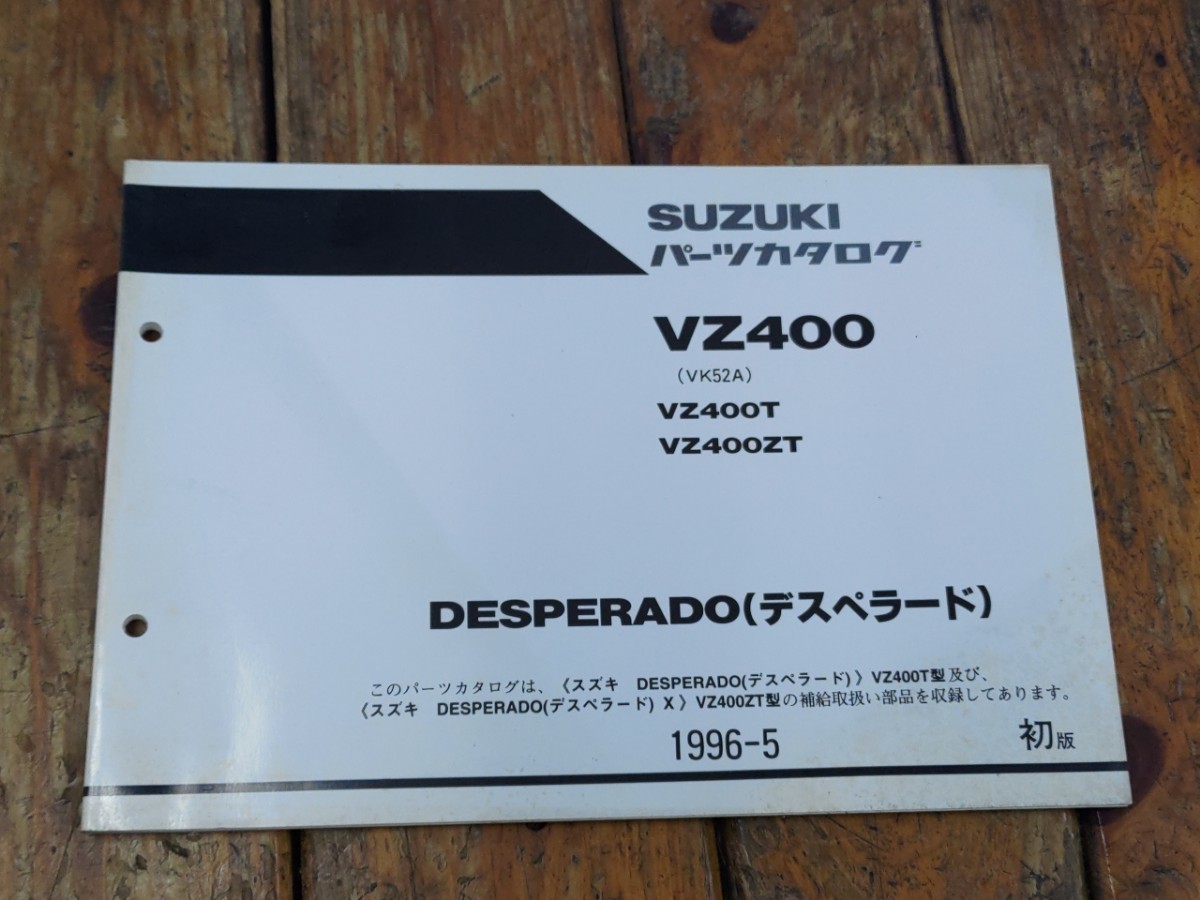 SUZUKI
パーツカタログ
VZ400
(VK52A)
VZ400T
VZ400ZT
DESPERADO(デスペラード)
このパーツカタログは、〈スズキ DESPERADO(デスペラード)〉VZ400T型及び、
〈スズキ DESPERADO(デスペラード) X〉VZ400ZT型の補給取扱い部品を収録してあります。
1996-5 初版